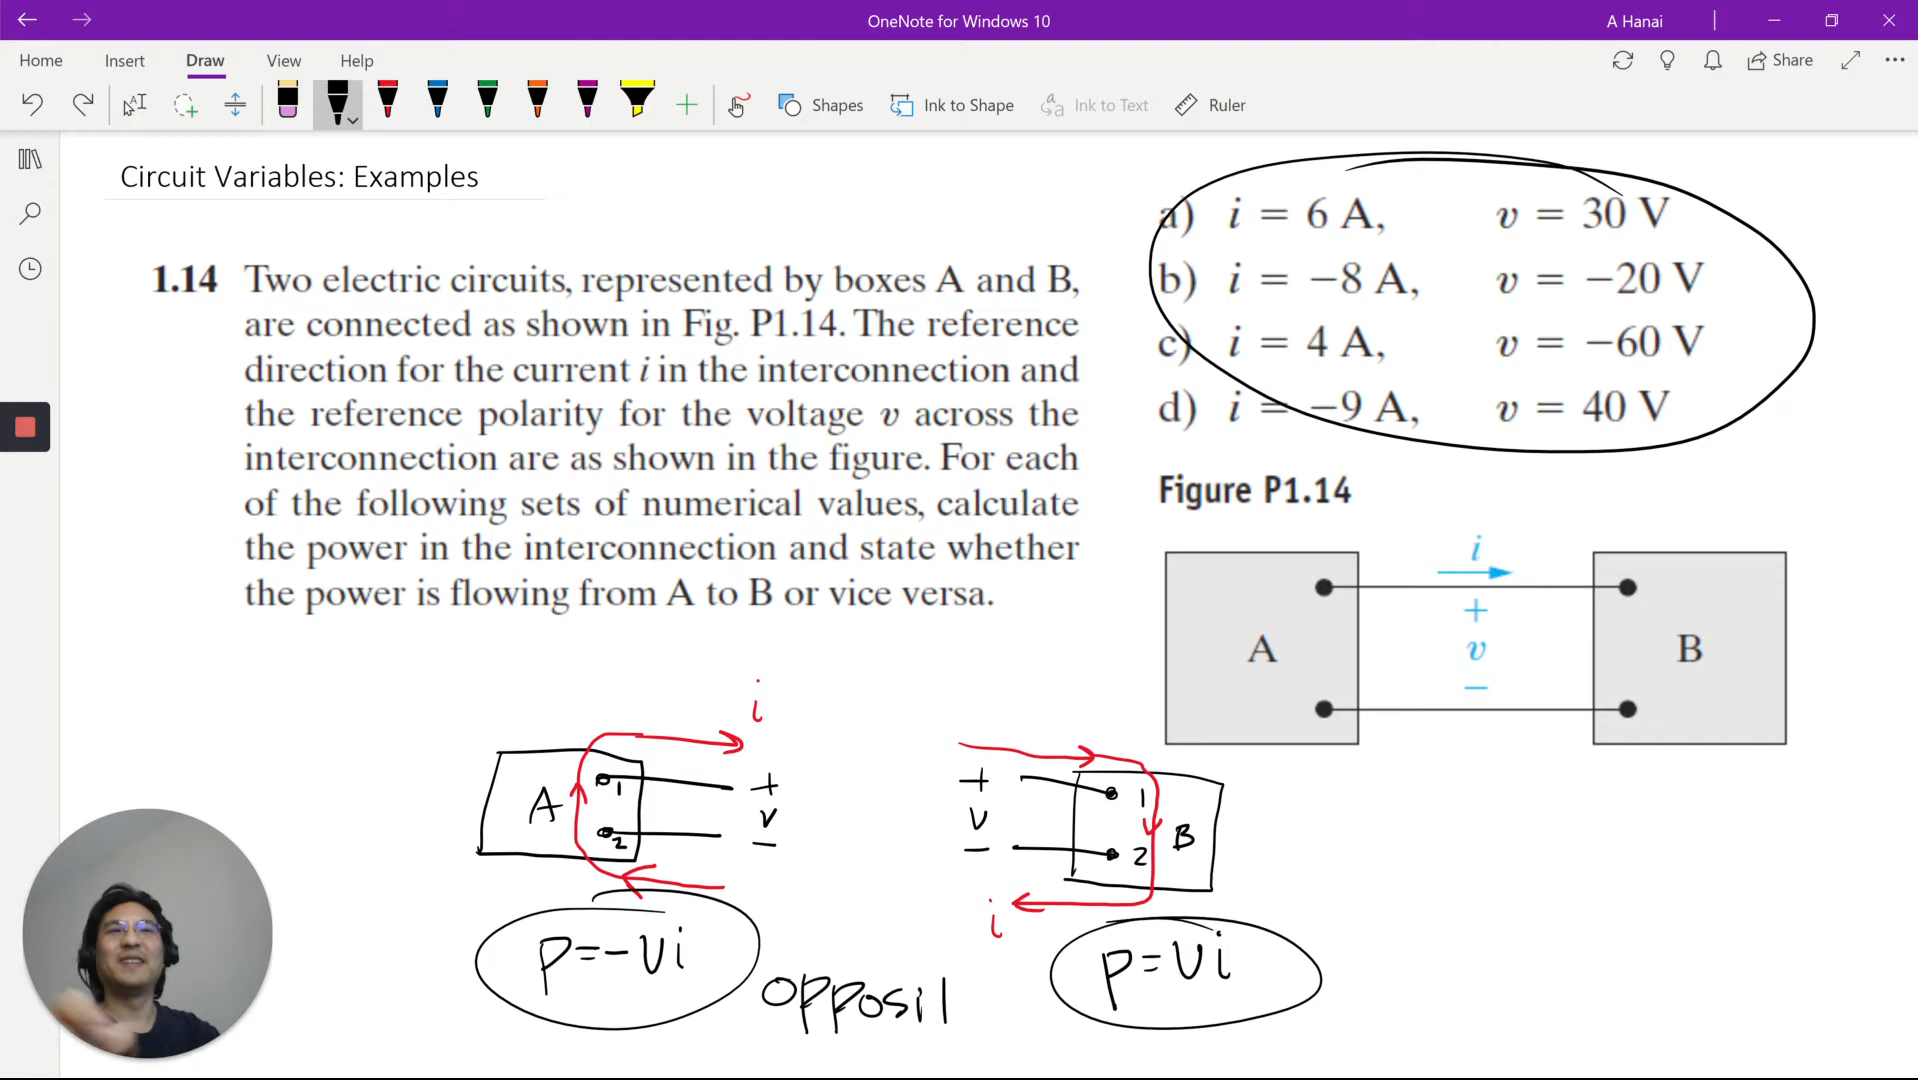 OneNote for Windows 10
A Hanai
Home Insert Draw View Help
Share
Shapes
Ink to Shape
Ink to Text
Ruler
Circuit Variables: Examples
1.14 Two electric circuits, represented by boxes A and B,
are connected as shown in Fig. P1.14. The reference
direction for the current i in the interconnection and
the reference polarity for the voltage v across the
interconnection are as shown in the figure. For each
of the following sets of numerical values, calculate
the power in the interconnection and state whether
the power is flowing from A to B or vice versa.
a) i = 6 A, v = 30 V
b) i = −8 A, v = −20 V
c) i = 4 A, v = −60 V
d) i = −9 A, v = 40 V
Figure P1.14
i
+
A v B
−
i
A 1 + v −
2
+ v − 1 B
2
i
p=-vi
opposil
p=vi